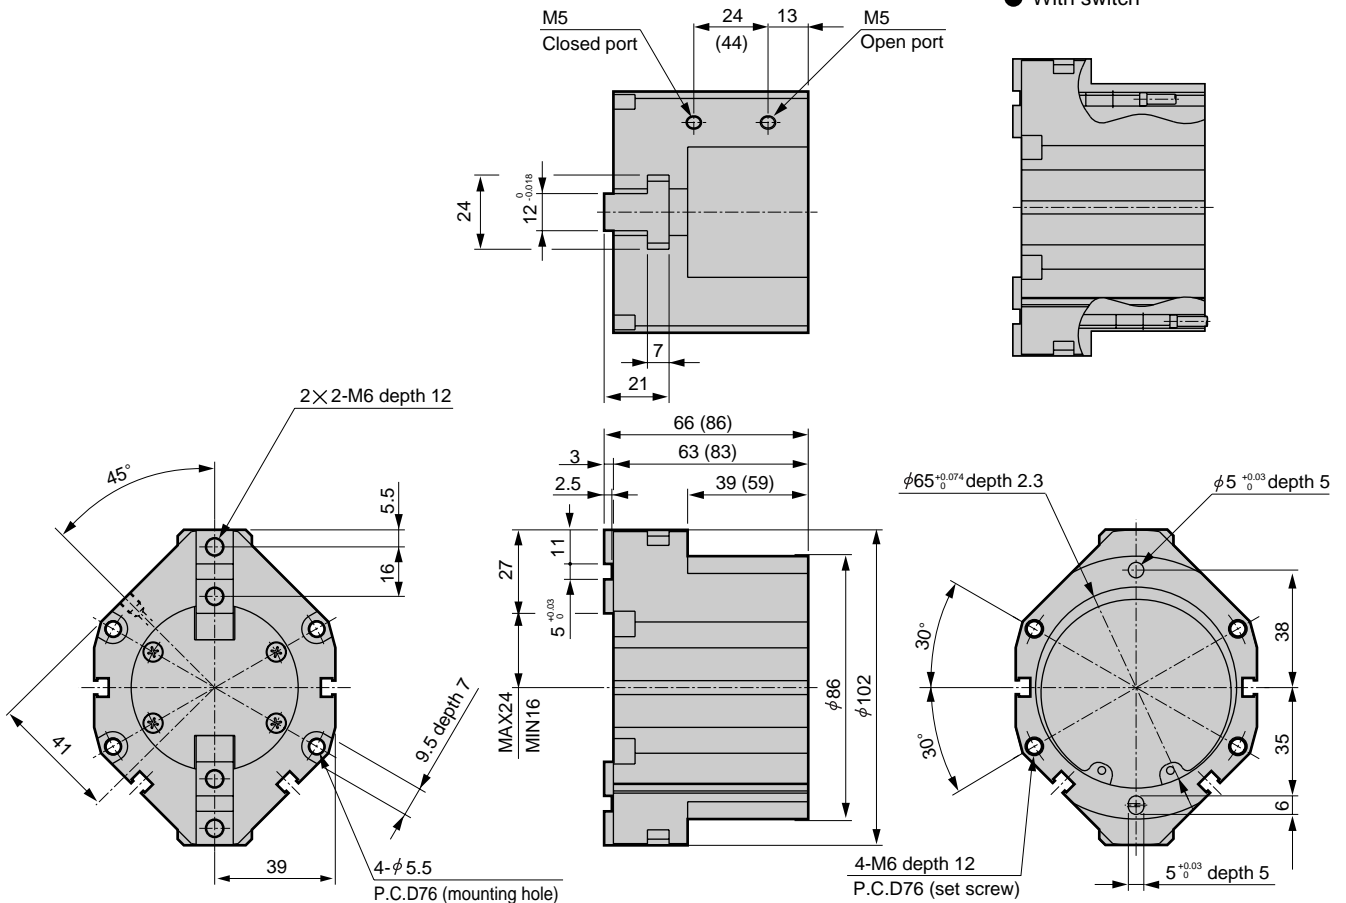 With switch
M5
Closed port
24
(44)
13
M5
Open port
24
12 0 -0.018
7
21
2×2-M6 depth 12
45°
5.5
16
41
9.5 depth 7
39
4-φ5.5
P.C.D76 (mounting hole)
66 (86)
63 (83)
3
2.5
39 (59)
11
27
5 +0.03 0
MAX24
MIN16
φ86
φ102
φ65 +0.074 0 depth 2.3
φ5 +0.03 0 depth 5
30°
30°
38
35
6
4-M6 depth 12
P.C.D76 (set screw)
5 +0.03 0 depth 5